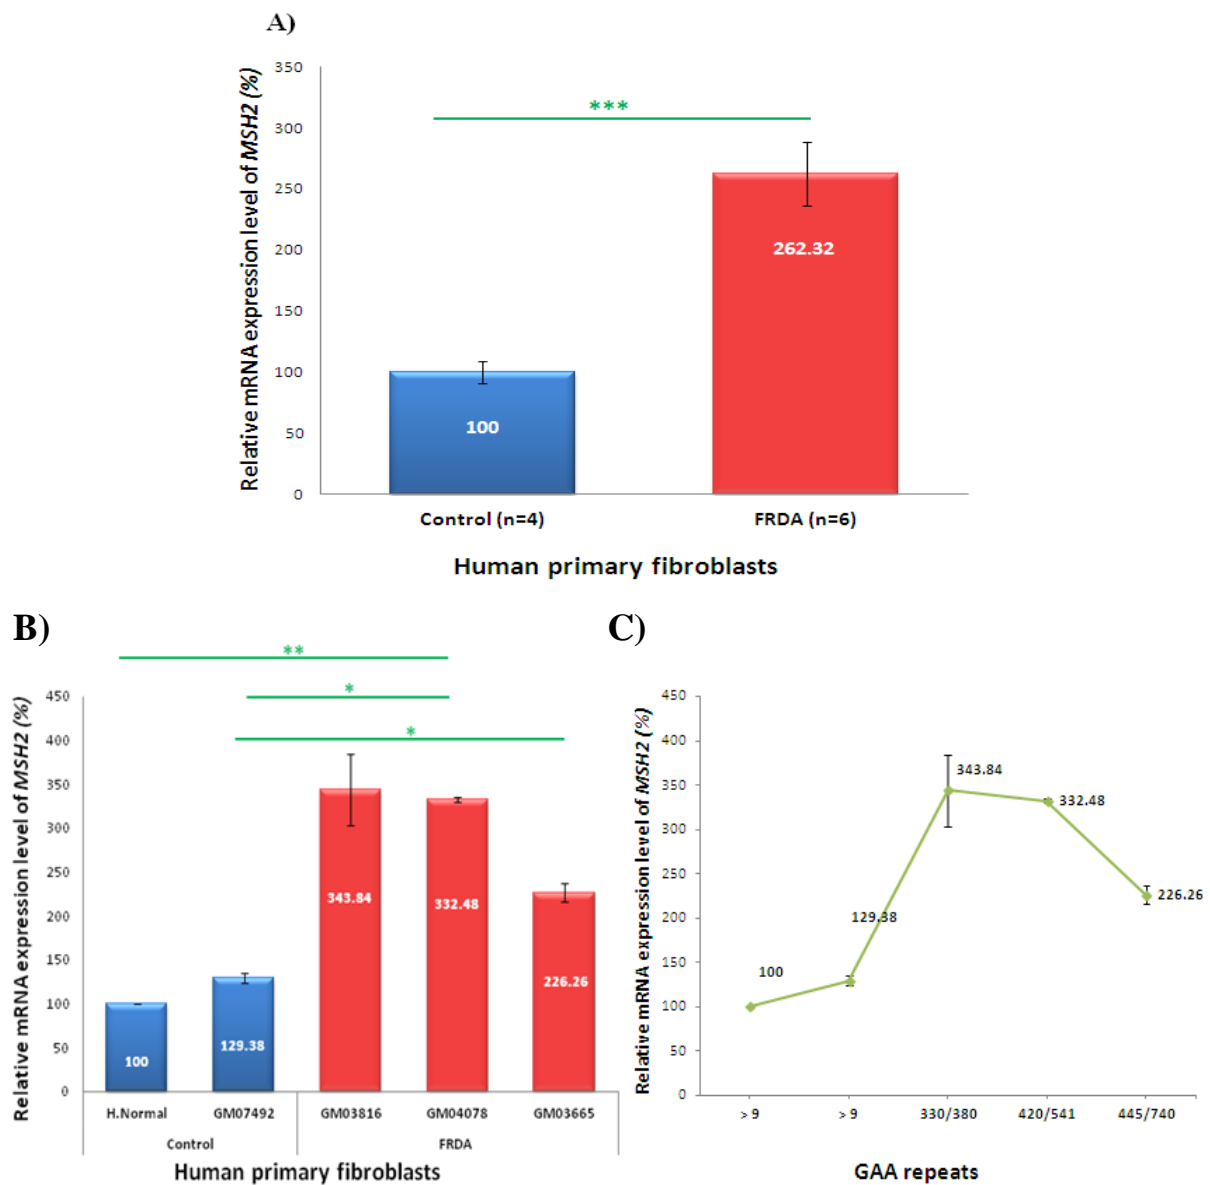 A)
Relative mRNA expression level of MSH2 (%)
350
300
250
200
150
100
50
0
***
100
262.32
Control (n=4)
FRDA (n=6)
Human primary fibroblasts
B)
Relative mRNA expression level of MSH2 (%)
450
400
350
300
250
200
150
100
50
0
**
*
*
100
129.38
343.84
332.48
226.26
H.Normal
GM07492
GM03816
GM04078
GM03665
Control
FRDA
Human primary fibroblasts
C)
Relative mRNA expression level of MSH2 (%)
450
400
350
300
250
200
150
100
50
0
100
129.38
343.84
332.48
226.26
>9
>9
330/380
420/541
445/740
GAA repeats